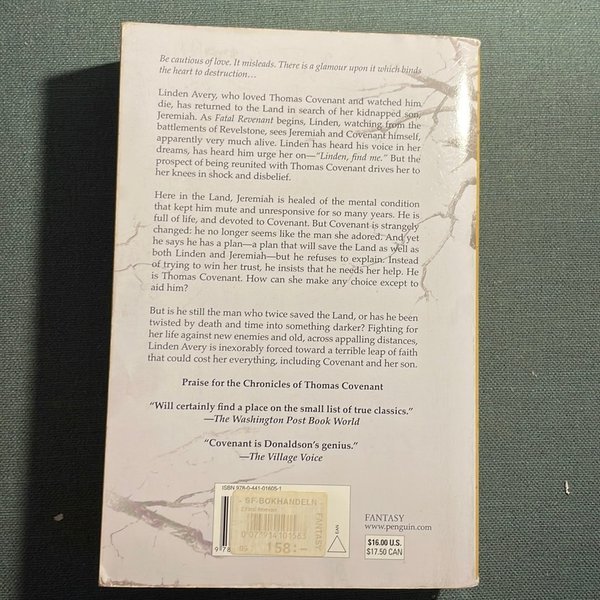 Be cautious of love. It misleads. There is a glamour upon it which binds
the heart to destruction…
Linden Avery, who loved Thomas Covenant and watched him
die, has returned to the Land in search of her kidnapped son,
Jeremiah. As Fatal Revenant begins, Linden, watching from the
battlements of Revelstone, sees Jeremiah and Covenant himself,
apparently very much alive. Linden has heard his voice in her
dreams, has heard him urge her on—"Linden, find me." But the
prospect of being reunited with Thomas Covenant drives her to
her knees in shock and disbelief.
Here in the Land, Jeremiah is healed of the mental condition
that kept him mute and unresponsive for so many years. He is
full of life, and devoted to Covenant. But Covenant is strangely
changed: he no longer seems like the man she adored. And yet
he says he has a plan—a plan that will save the Land as well as
both Linden and Jeremiah—but he refuses to explain. Instead
of trying to win her trust, he insists that he needs her help. He
is Thomas Covenant. How can she make any choice except to
aid him?
But is he still the man who twice saved the Land, or has he been
twisted by death and time into something darker? Fighting for
her life against new enemies and old, across appalling distances,
Linden Avery is inexorably forced toward a terrible leap of faith
that could cost her everything, including Covenant and her son.
Praise for the Chronicles of Thomas Covenant
"Will certainly find a place on the small list of true classics."
—The Washington Post Book World
"Covenant is Donaldson's genius."
—The Village Voice
ISBN 978-0-441-01605-1
- SF-BOKHANDELN -
FANTASY
158:-
9 78
EAN
FANTASY
www.penguin.com
$16.00 U.S.
$17.50 CAN